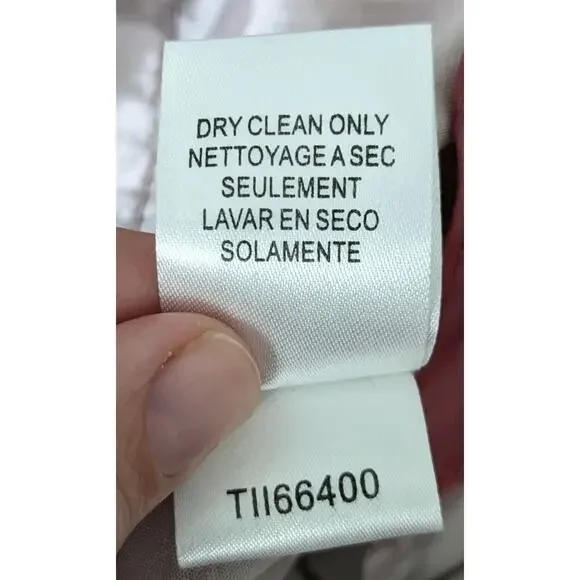 DRY CLEAN ONLY
NETTOYAGE A SEC
SEULEMENT
LAVAR EN SECO
SOLAMENTE
TII66400